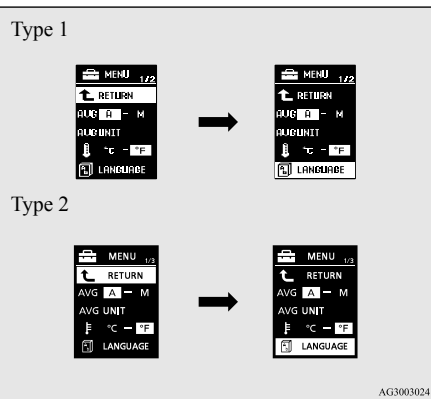 Type 1
MENU 1/2
RETURN
AVG A - M
AVG UNIT
°C - °F
LANGUAGE
MENU 1/2
RETURN
AVG A - M
AVG UNIT
°C - °F
LANGUAGE
Type 2
MENU 1/3
RETURN
AVG A - M
AVG UNIT
°C - °F
LANGUAGE
MENU 1/3
RETURN
AVG A - M
AVG UNIT
°C - °F
LANGUAGE
AG3003024